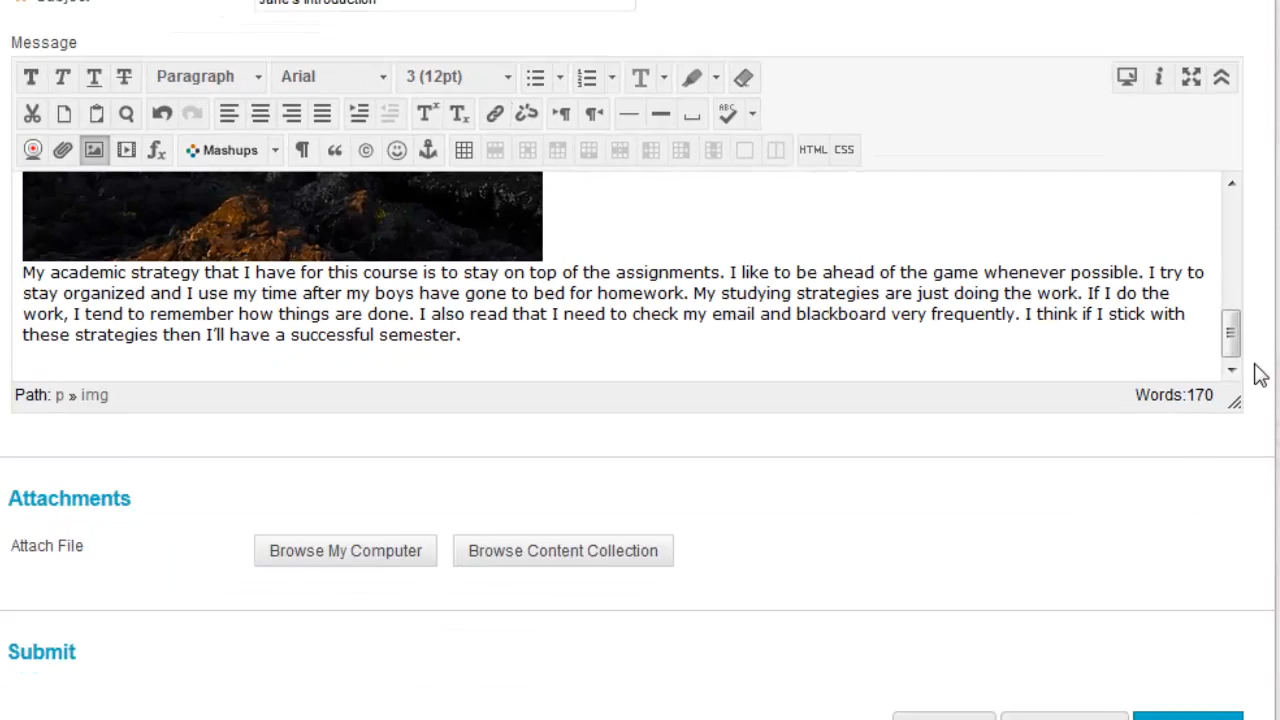 Message
Paragraph Arial 3 (12pt)
Mashups HTML CSS
My academic strategy that I have for this course is to stay on top of the assignments. I like to be ahead of the game whenever possible. I try to
stay organized and I use my time after my boys have gone to bed for homework. My studying strategies are just doing the work. If I do the
work, I tend to remember how things are done. I also read that I need to check my email and blackboard very frequently. I think if I stick with
these strategies then I'll have a successful semester.
Path: p » img Words:170
Attachments
Attach File Browse My Computer Browse Content Collection
Submit